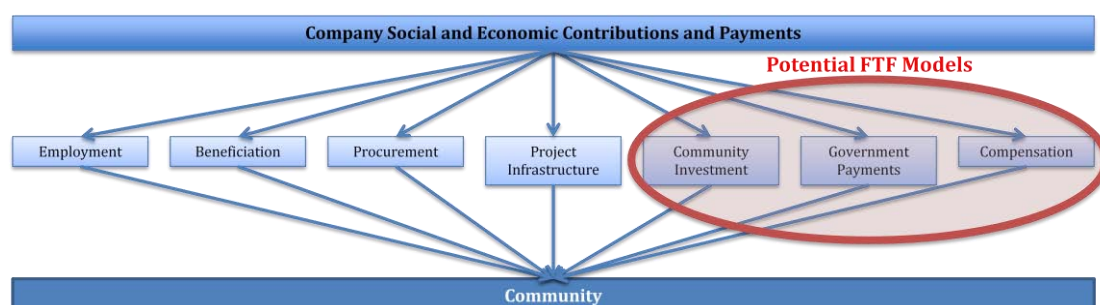 Company Social and Economic Contributions and Payments
Potential FTF Models
Employment
Beneficiation
Procurement
Project
Infrastructure
Community
Investment
Government
Payments
Compensation
Community